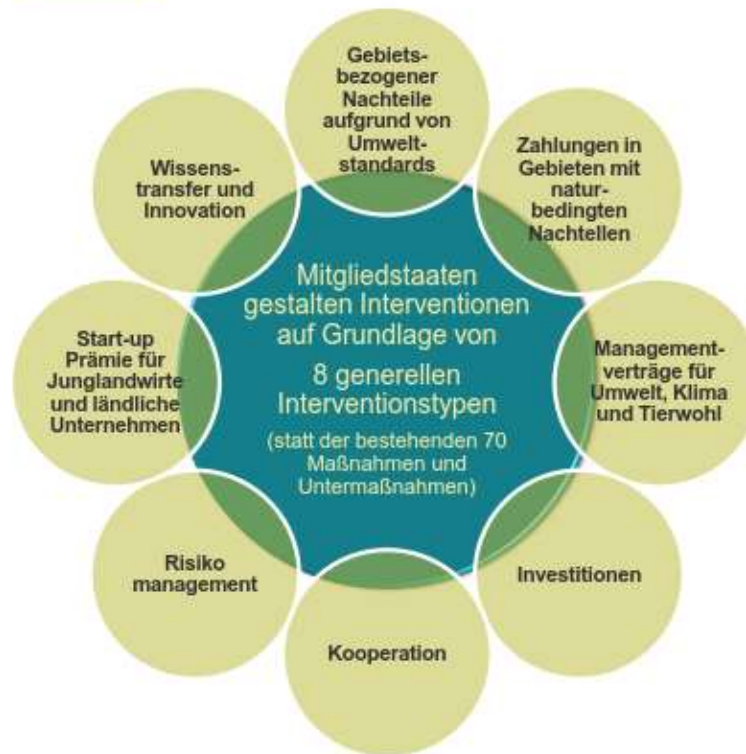 Gebiets-
bezogener
Nachteile
aufgrund von
Umwelt-
standards
Zahlungen in
Gebieten mit
natur-
bedingten
Nachtellen
Management-
verträge für
Umwelt, Klima
und Tierwohl
Investitionen
Kooperation
Risiko
management
Start-up
Prämie für
Junglandwirte
und ländliche
Unternehmen
Wissens-
transfer und
Innovation
Mitgliedstaaten
gestalten Interventionen
auf Grundlage von
8 generellen
Interventionstypen
(statt der bestehenden 70
Maßnahmen und
Untermaßnahmen)